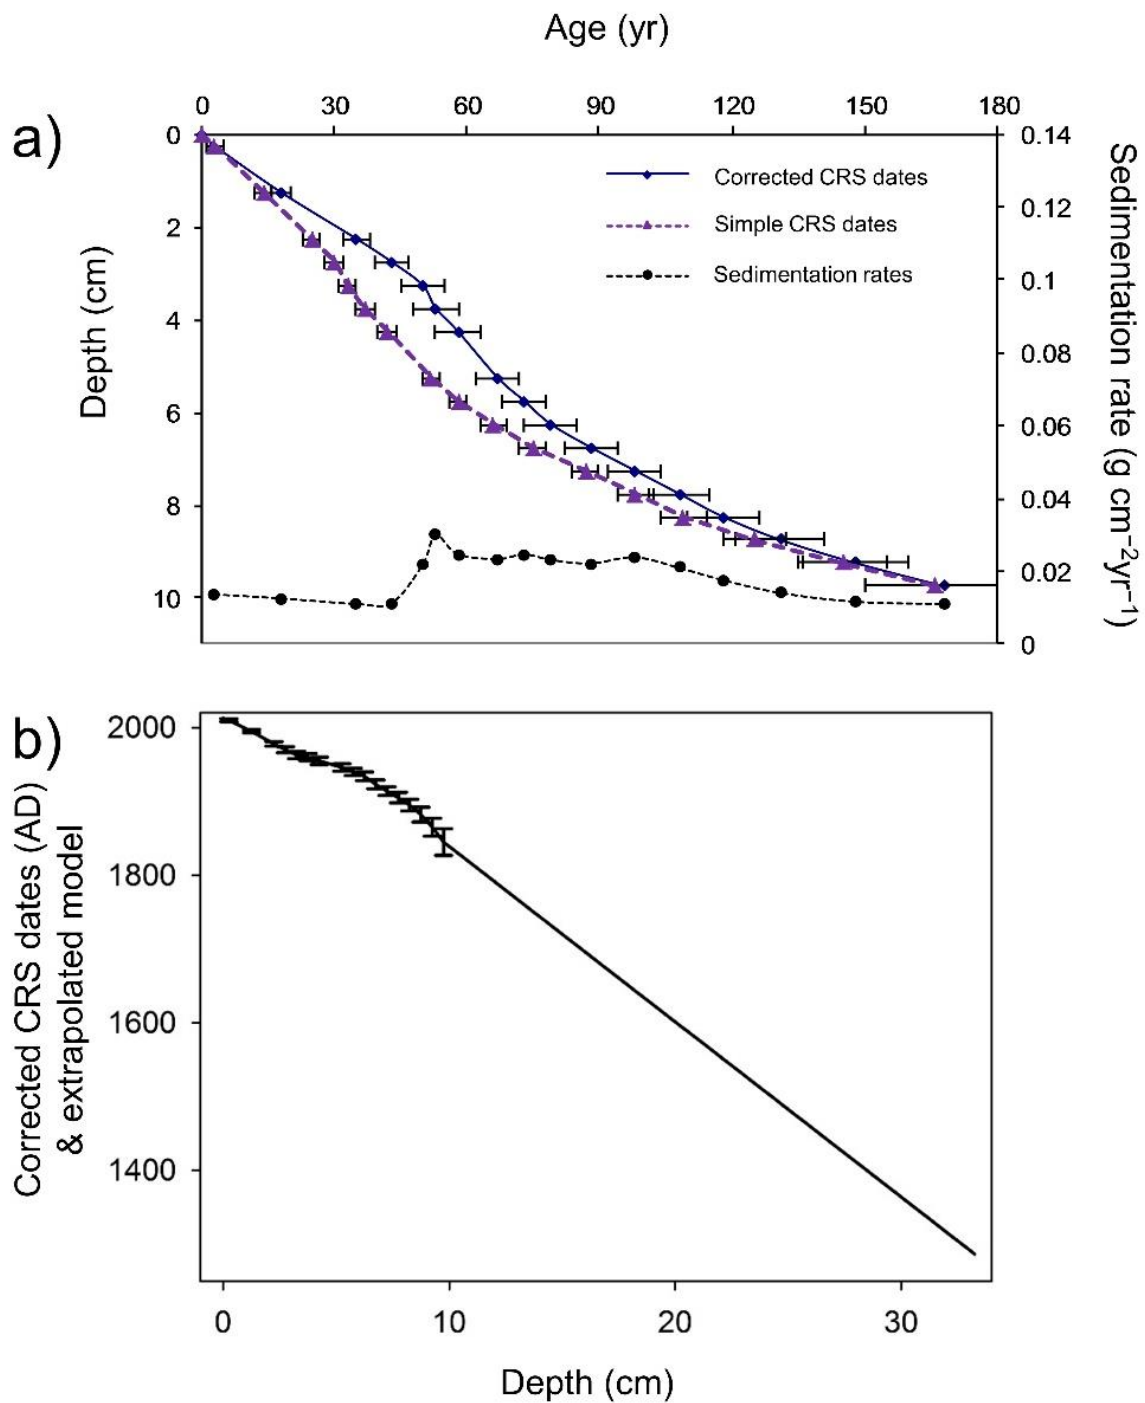 Age (yr)
a)
0 30 60 90 120 150 180
Depth (cm)
0
2
4
6
8
10
Corrected CRS dates
Simple CRS dates
Sedimentation rates
0.14
0.12
0.1
0.08
0.06
0.04
0.02
0
Sedimentation rate (g cm⁻²yr⁻¹)
b)
Corrected CRS dates (AD)
& extrapolated model
2000
1800
1600
1400
0 10 20 30
Depth (cm)